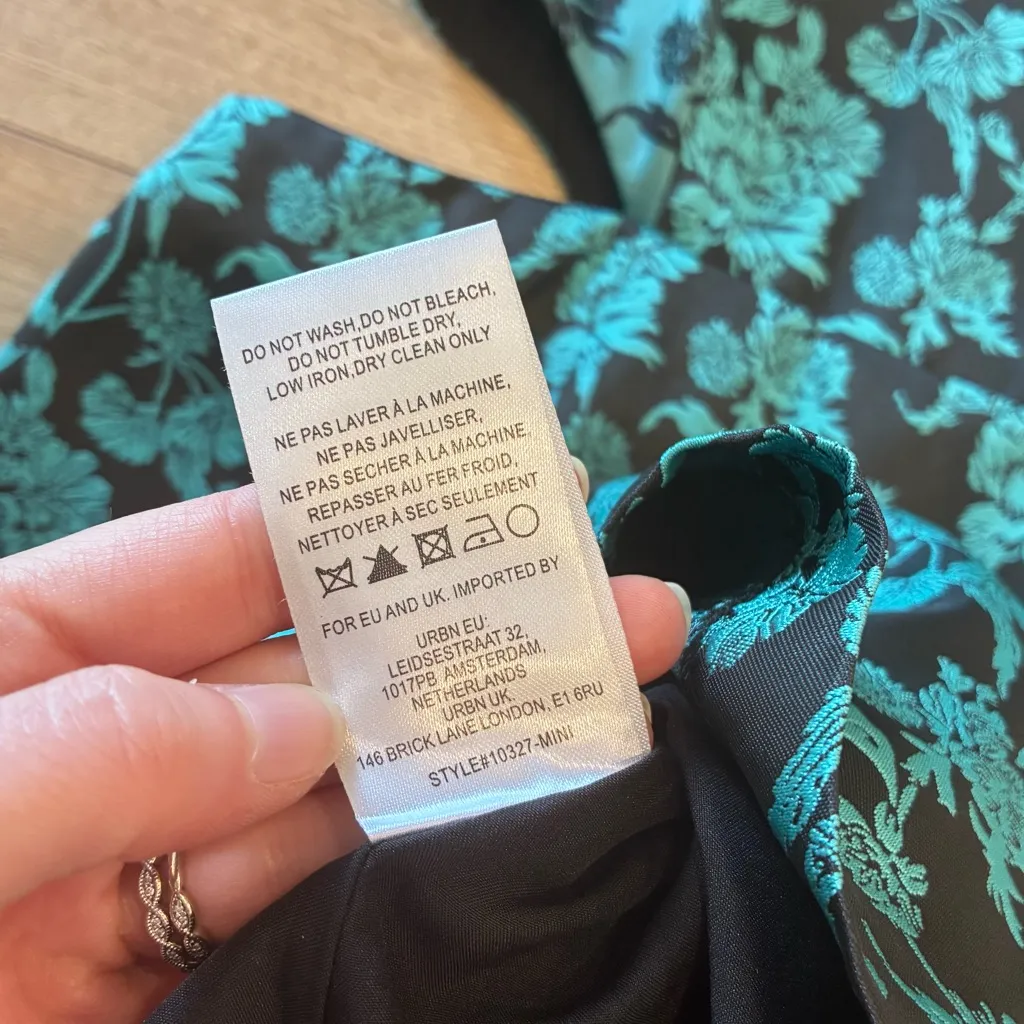 DO NOT WASH,DO NOT BLEACH,
DO NOT TUMBLE DRY,
LOW IRON,DRY CLEAN ONLY
NE PAS LAVER À LA MACHINE,
NE PAS JAVELLISER,
NE PAS SECHER À LA MACHINE
REPASSER AU FER FROID,
NETTOYER À SEC SEULEMENT
FOR EU AND UK. IMPORTED BY
URBN EU:
LEIDSESTRAAT 32,
1017PB AMSTERDAM,
NETHERLANDS
URBN UK.
146 BRICK LANE LONDON, E1 6RU
STYLE#10327-MINI